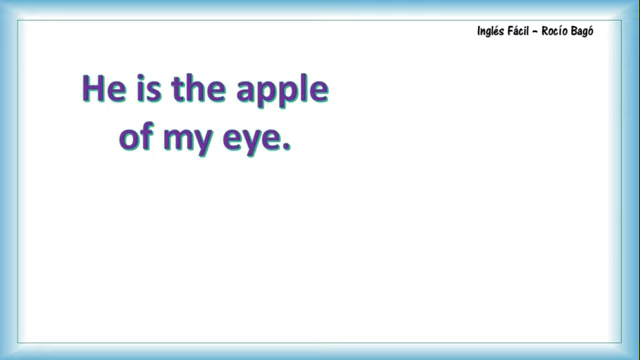 Inglés Fácil – Rocío Bagó
He is the apple
of my eye.